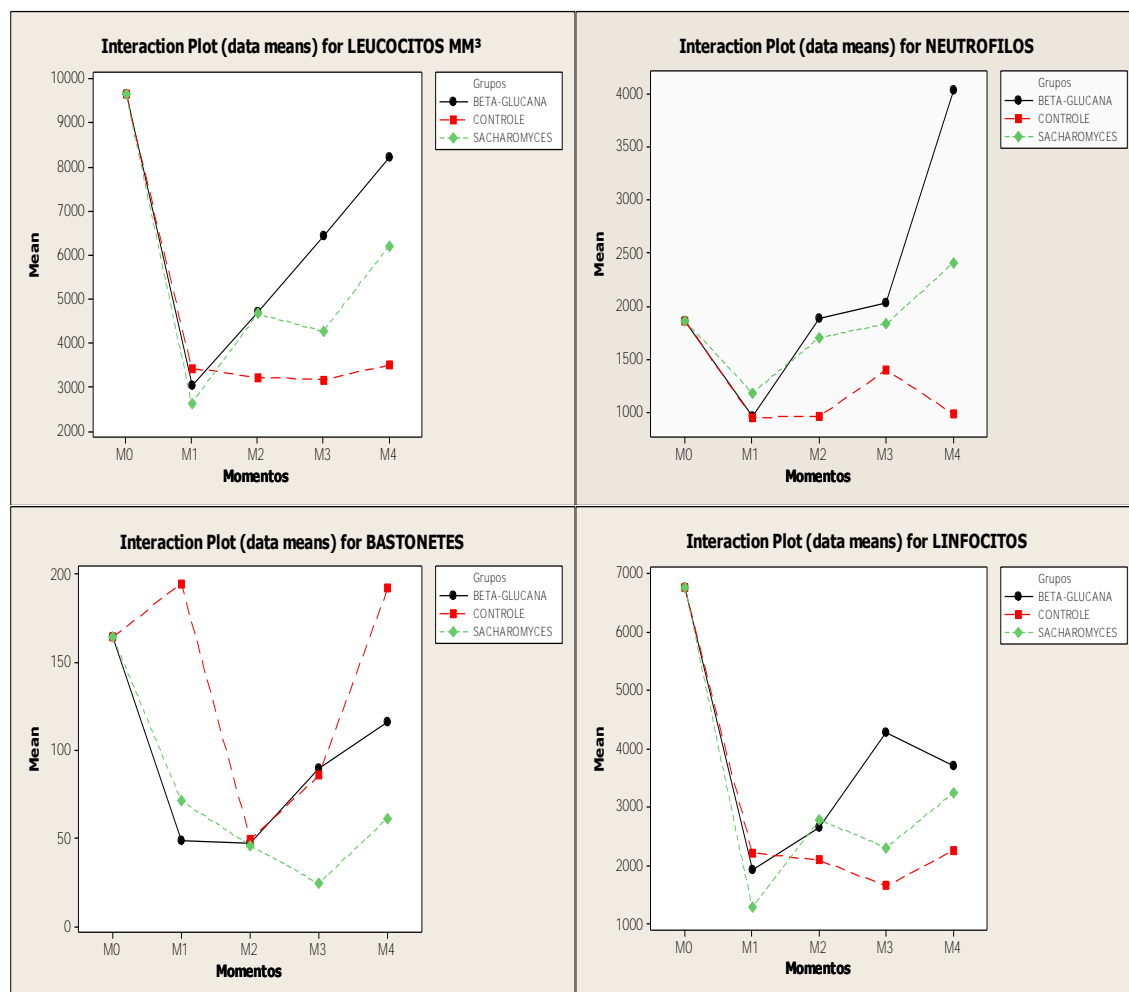 Interaction Plot (data means) for LEUCOCITOS MM³
Grupos
BETA-GLUCANA
CONTROLE
SACHAROMYCES
10000
9000
8000
7000
6000
5000
4000
3000
2000
Mean
M0 M1 M2 M3 M4
Momentos
Interaction Plot (data means) for NEUTROFILOS
Grupos
BETA-GLUCANA
CONTROLE
SACHAROMYCES
4000
3500
3000
2500
2000
1500
1000
Mean
M0 M1 M2 M3 M4
Momentos
Interaction Plot (data means) for BASTONETES
Grupos
BETA-GLUCANA
CONTROLE
SACHAROMYCES
200
150
100
50
0
Mean
M0 M1 M2 M3 M4
Momentos
Interaction Plot (data means) for LINFOCITOS
Grupos
BETA-GLUCANA
CONTROLE
SACHAROMYCES
7000
6000
5000
4000
3000
2000
1000
Mean
M0 M1 M2 M3 M4
Momentos